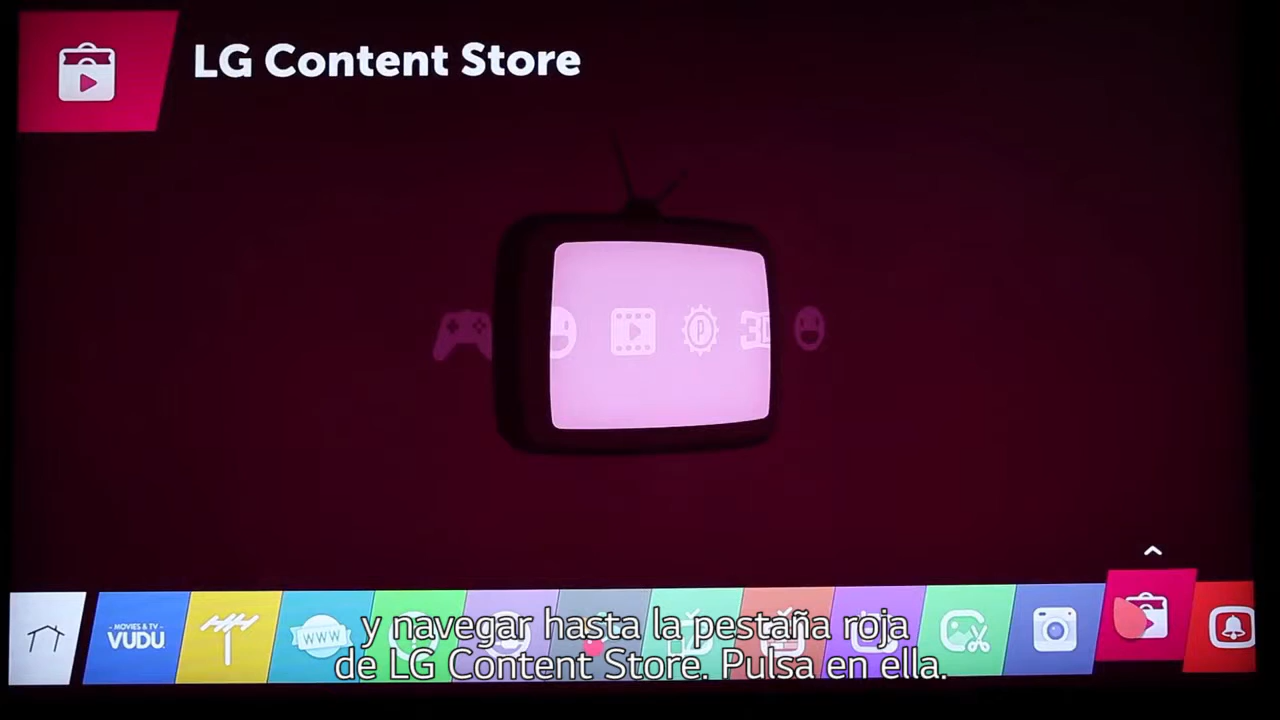 LG Content Store
P
3D
MOVIES & TV
VUDU
WWW
y navegar hasta la pestaña roja
de LG Content Store. Pulsa en ella.